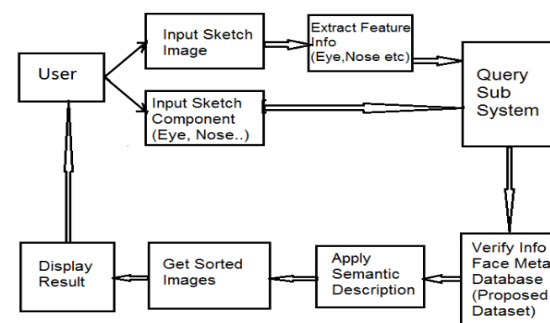 User
Input Sketch
Image
Extract Feature
Info
(Eye,Nose etc)
Query
Sub
System
Input Sketch
Component
(Eye, Nose..)
Verify Info
Face Meta
Database
(Proposed
Dataset)
Apply
Semantic
Description
Get Sorted
Images
Display
Result